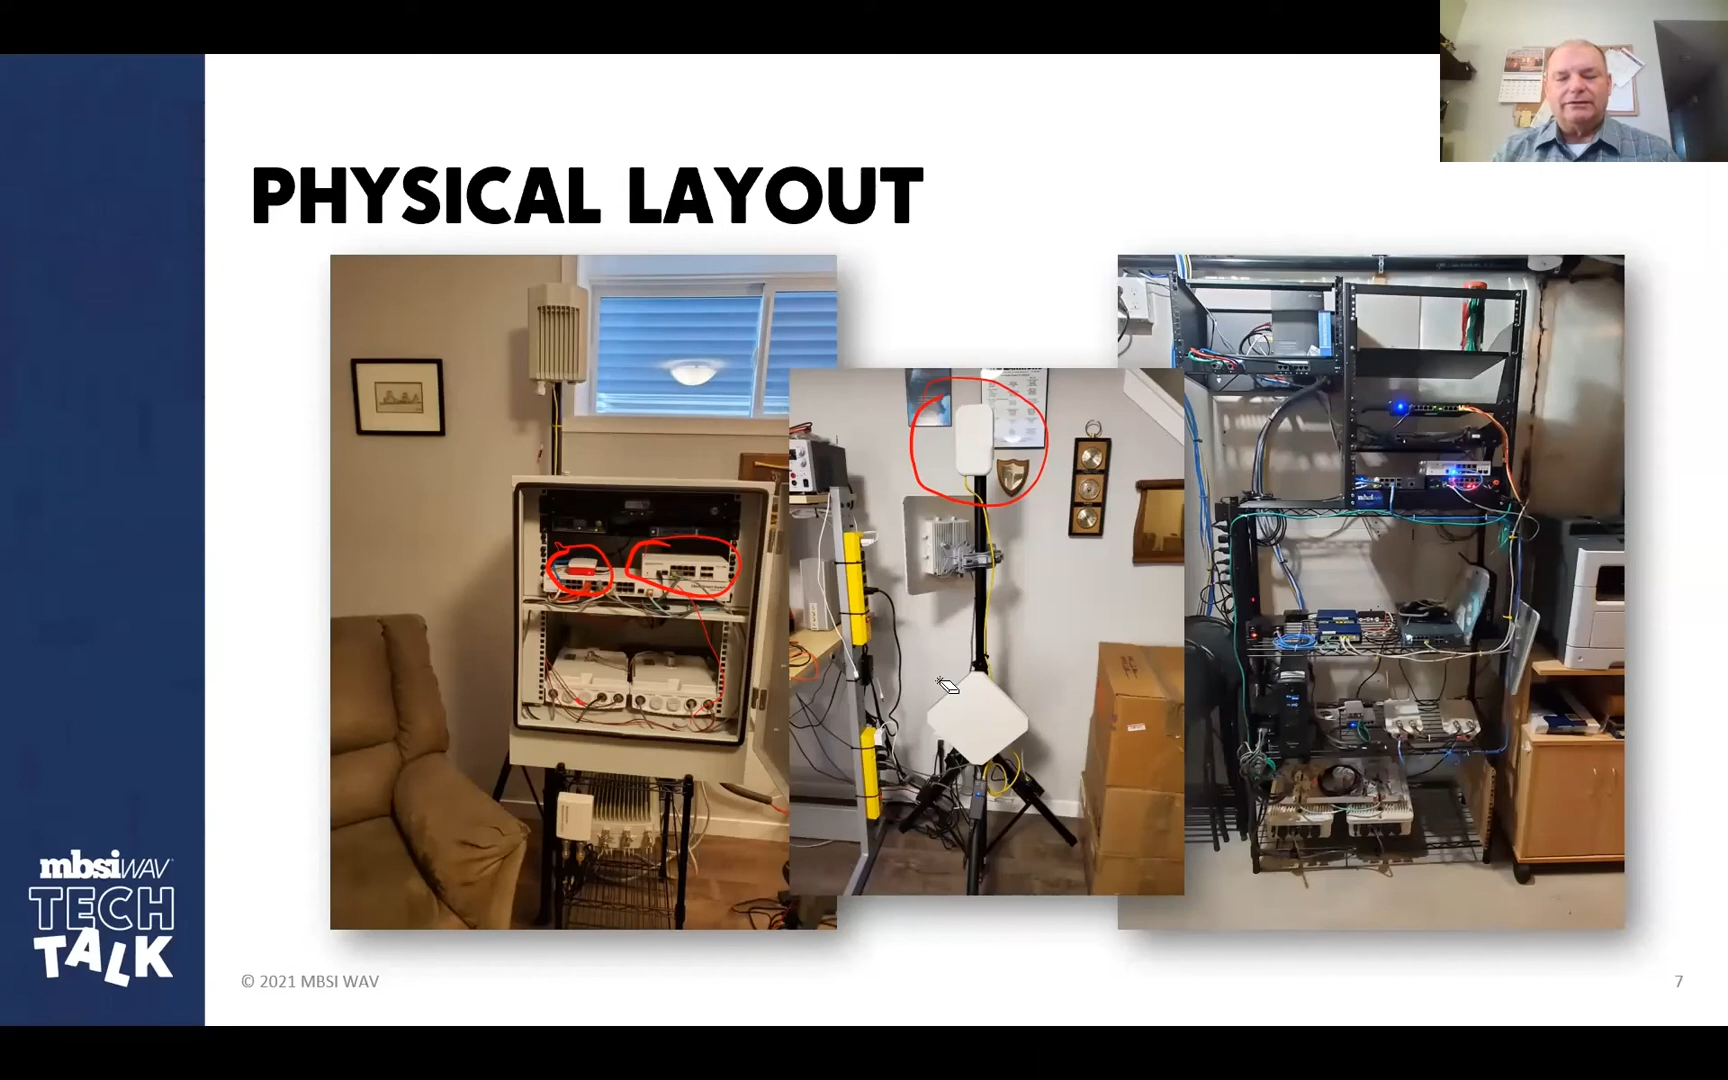 PHYSICAL LAYOUT
mbsiWAV
TECH
TALK
© 2021 MBSI WAV
7